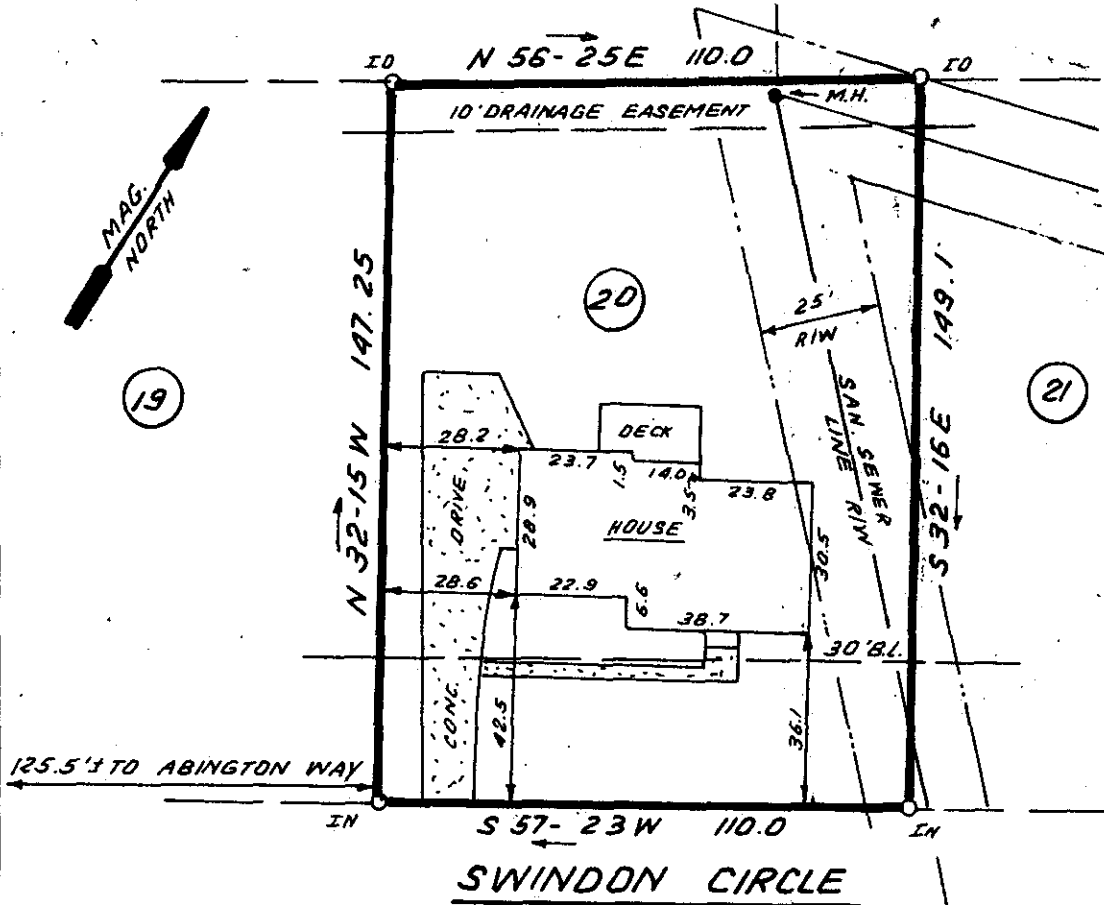 N 56-25E 110.0
IO
IO
10' DRAINAGE EASEMENT
M.H.
MAG.
NORTH
N 32-15 W 147.25
S 32-16 E 149.1
20
19
21
25'
R/W
SAN. SEWER
LINE R/W
28.2
23.7
1.5
DECK
14.0
3.5
23.8
DRIVE
28.9
HOUSE
30.5
28.6
22.9
6.6
38.7
30' B.L.
CONC.
42.5
36.1
125.5'± TO ABINGTON WAY
IN
S 57-23 W 110.0
IN
SWINDON CIRCLE